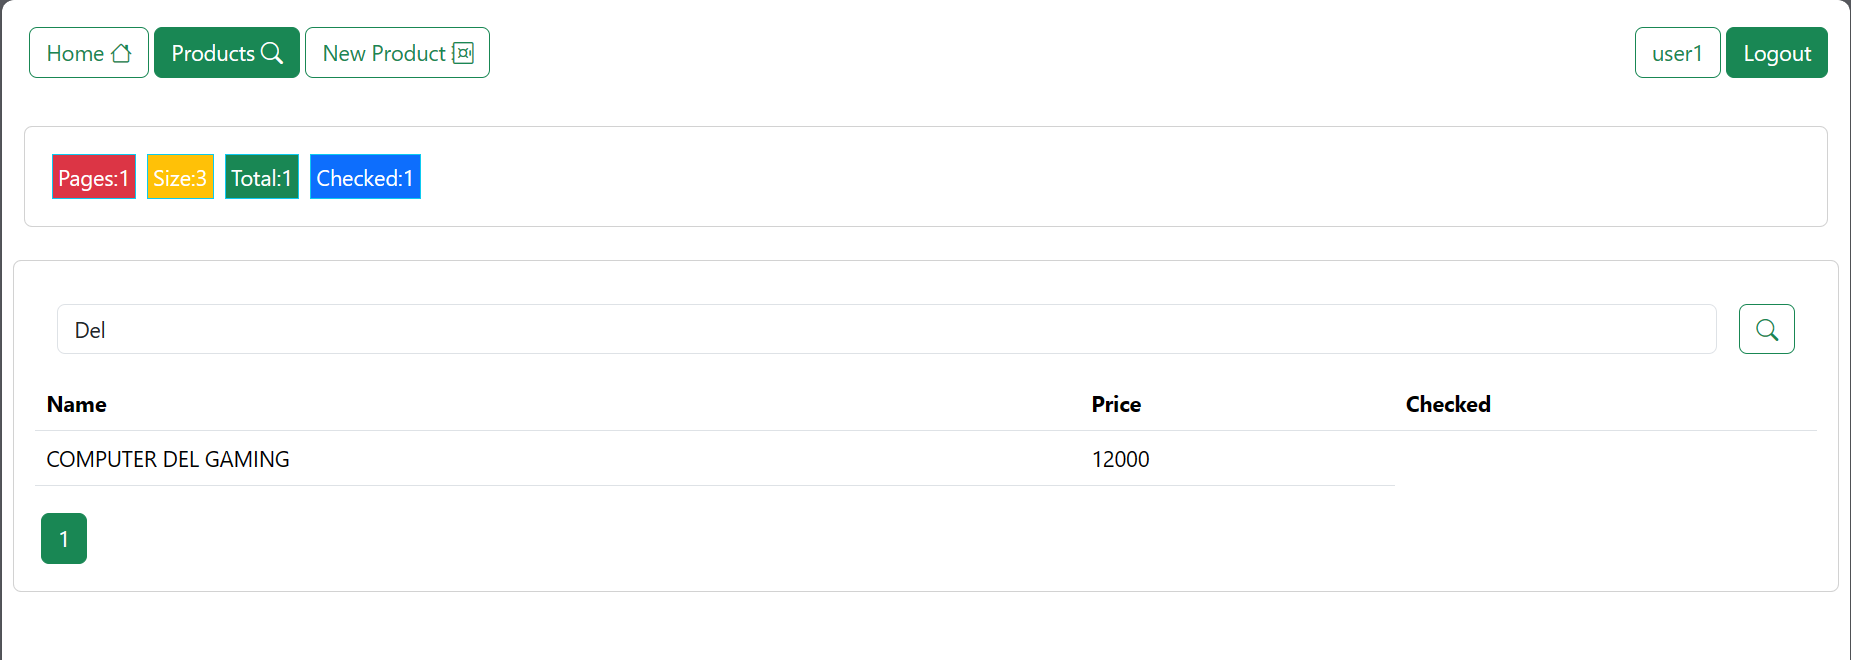 Home Products New Product user1 Logout
Pages:1 Size:3 Total:1 Checked:1
Del
Name Price Checked
COMPUTER DEL GAMING 12000
1